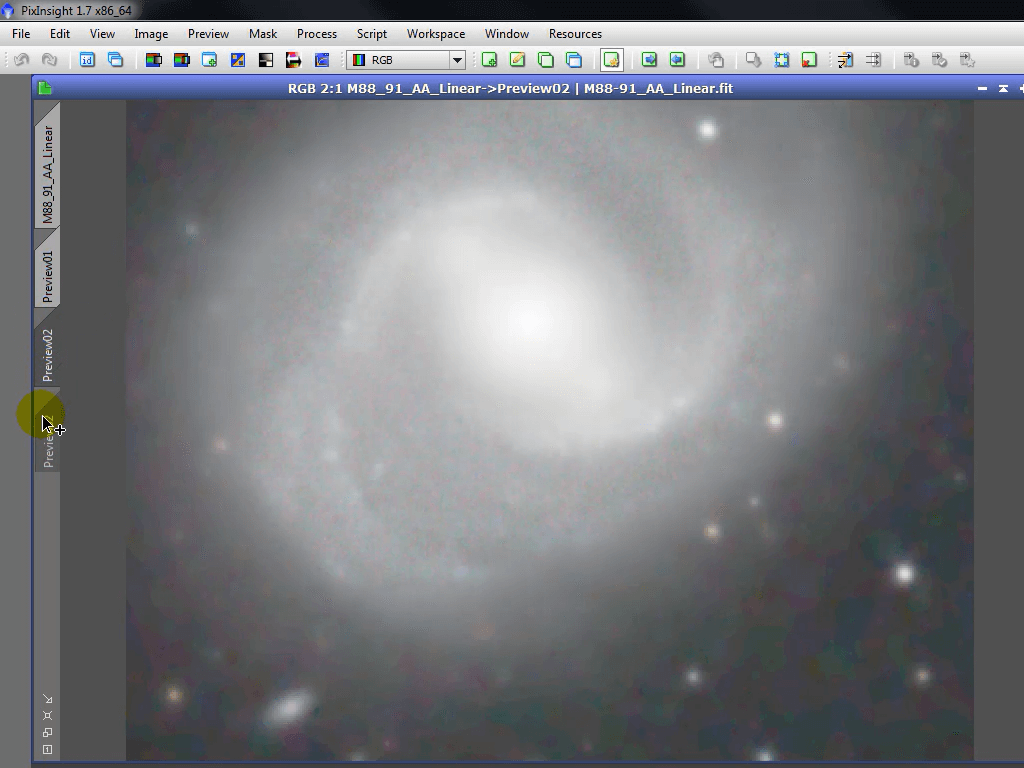 PixInsight 1.7 x86_64
File Edit View Image Preview Mask Process Script Workspace Window Resources
id RGB
RGB 2:1 M88_91_AA_Linear->Preview02 | M88-91_AA_Linear.fit
M88_91_AA_Linear
Preview01
Preview02